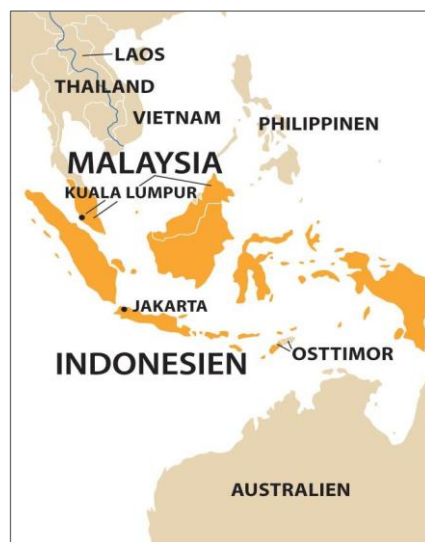 LAOS
THAILAND
VIETNAM
PHILIPPINEN
MALAYSIA
KUALA LUMPUR
JAKARTA
INDONESIEN
OSTTIMOR
AUSTRALIEN